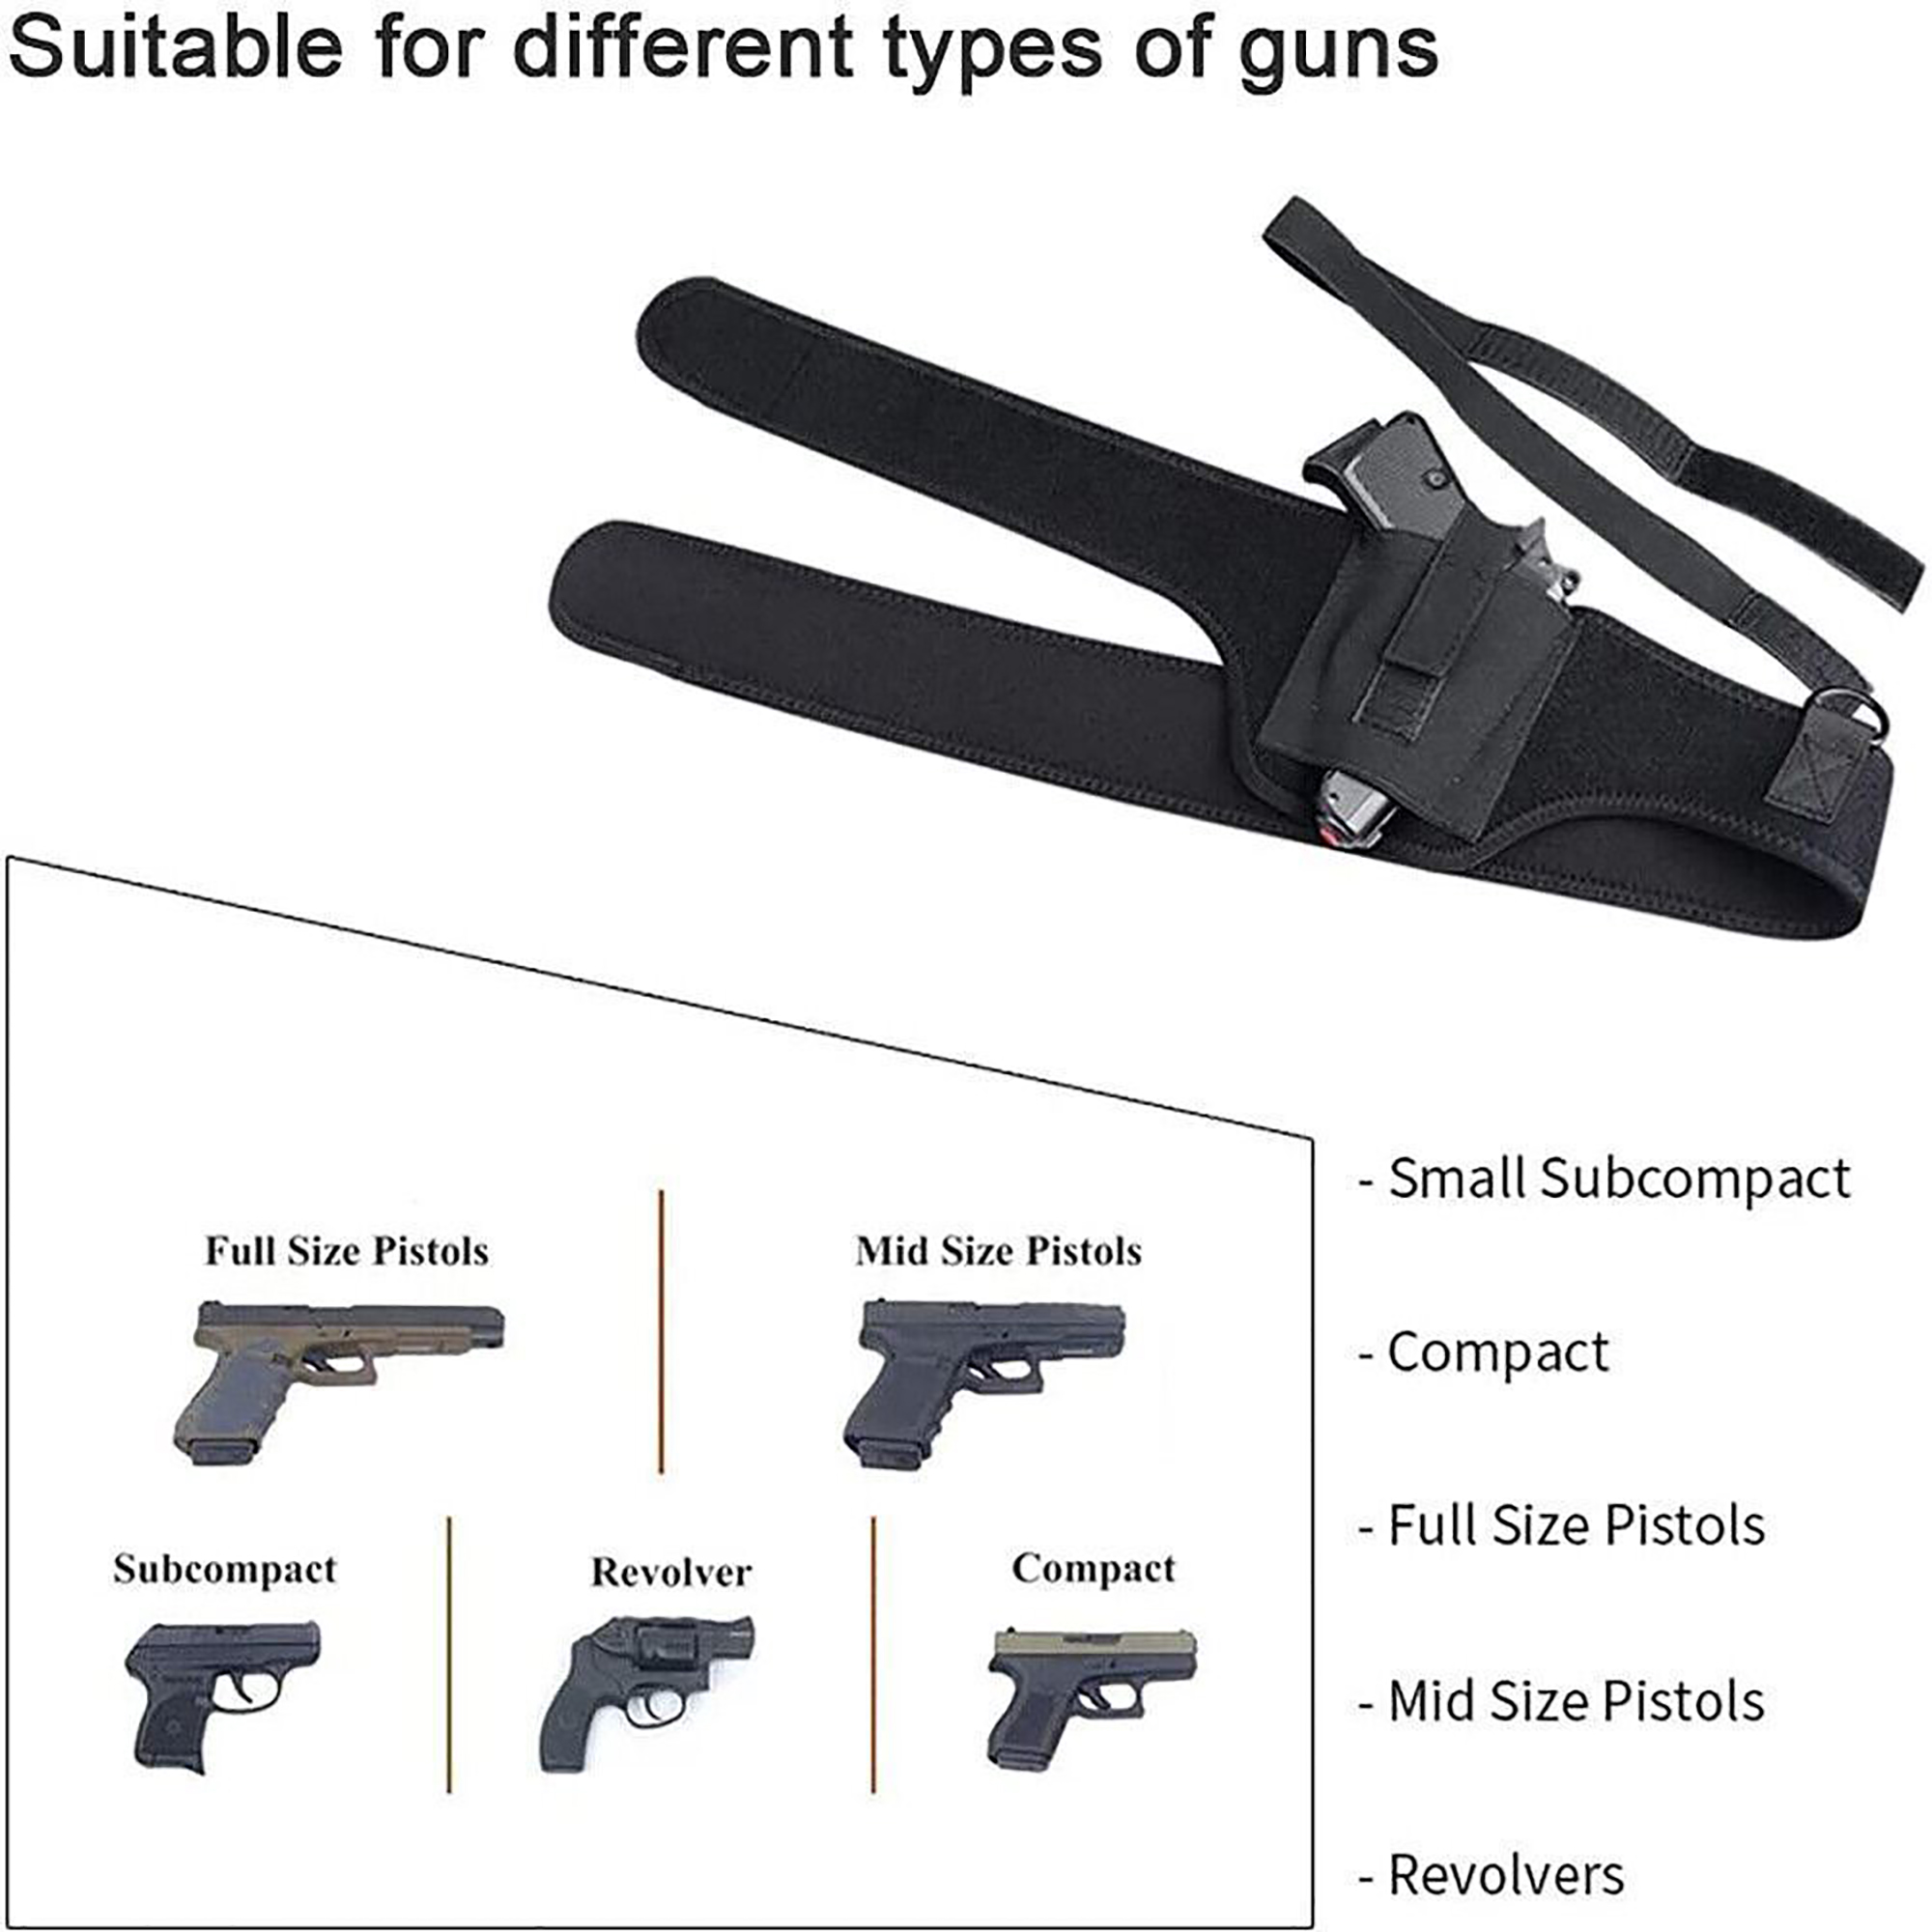 Suitable for different types of guns
Full Size Pistols
Mid Size Pistols
Subcompact
Revolver
Compact
- Small Subcompact
- Compact
- Full Size Pistols
- Mid Size Pistols
- Revolvers